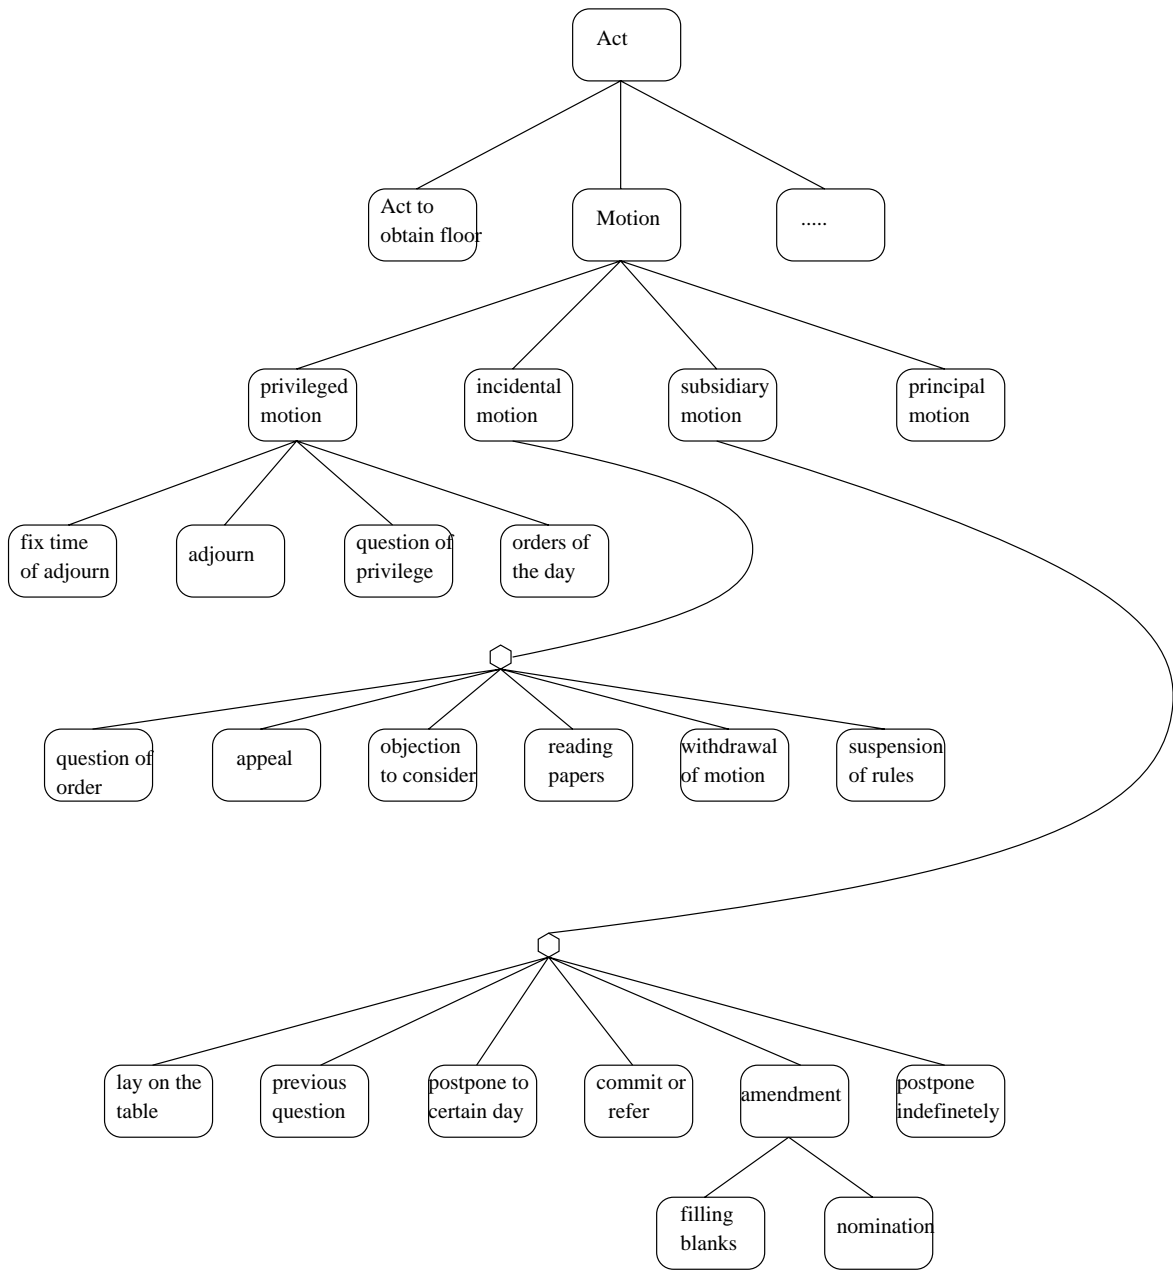 Act
Act to
obtain floor
Motion
.....
privileged
motion
incidental
motion
subsidiary
motion
principal
motion
fix time
of adjourn
adjourn
question of
privilege
orders of
the day
question of
order
appeal
objection
to consider
reading
papers
withdrawal
of motion
suspension
of rules
lay on the
table
previous
question
postpone to
certain day
commit or
refer
amendment
postpone
indefinetely
filling
blanks
nomination